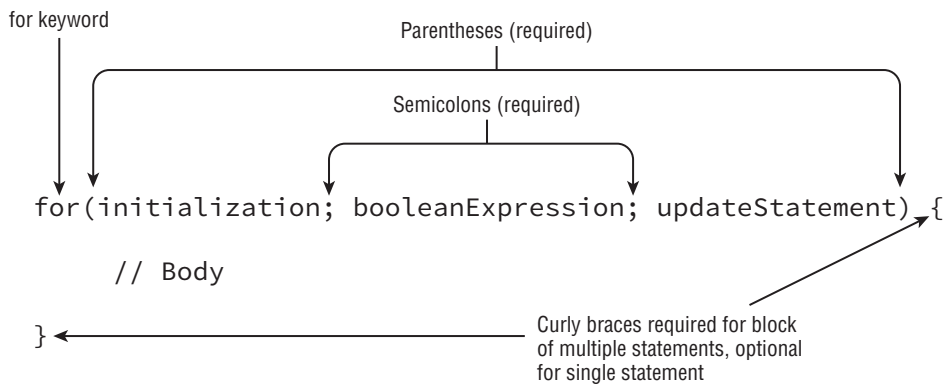 for keyword
Parentheses (required)
Semicolons (required)
for(initialization; booleanExpression; updateStatement) {
// Body
}
Curly braces required for block
of multiple statements, optional
for single statement